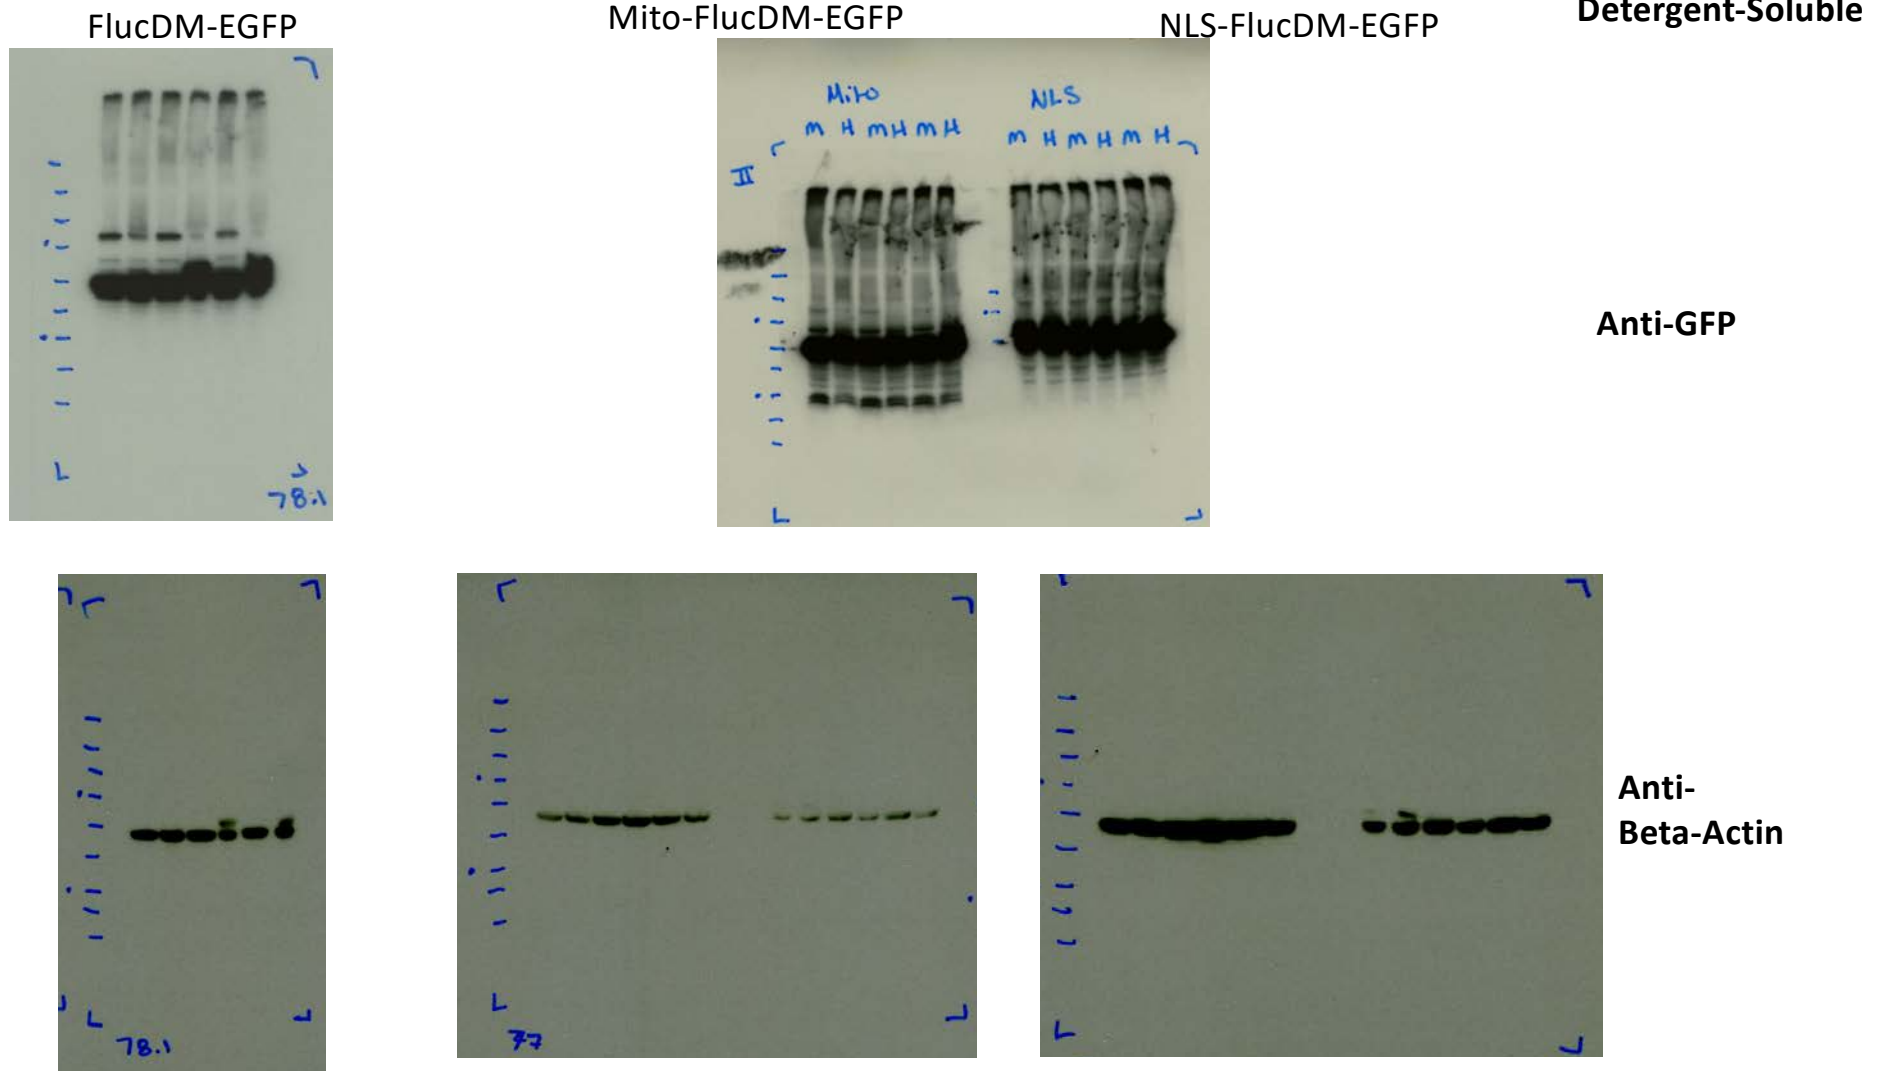 FlucDM-EGFP
Mito-FlucDM-EGFP
NLS-FlucDM-EGFP
Detergent-Soluble
Mito
NLS
M H M H M H
M H M H M H
II
Anti-GFP
78.1
Anti-
Beta-Actin
78.1
77